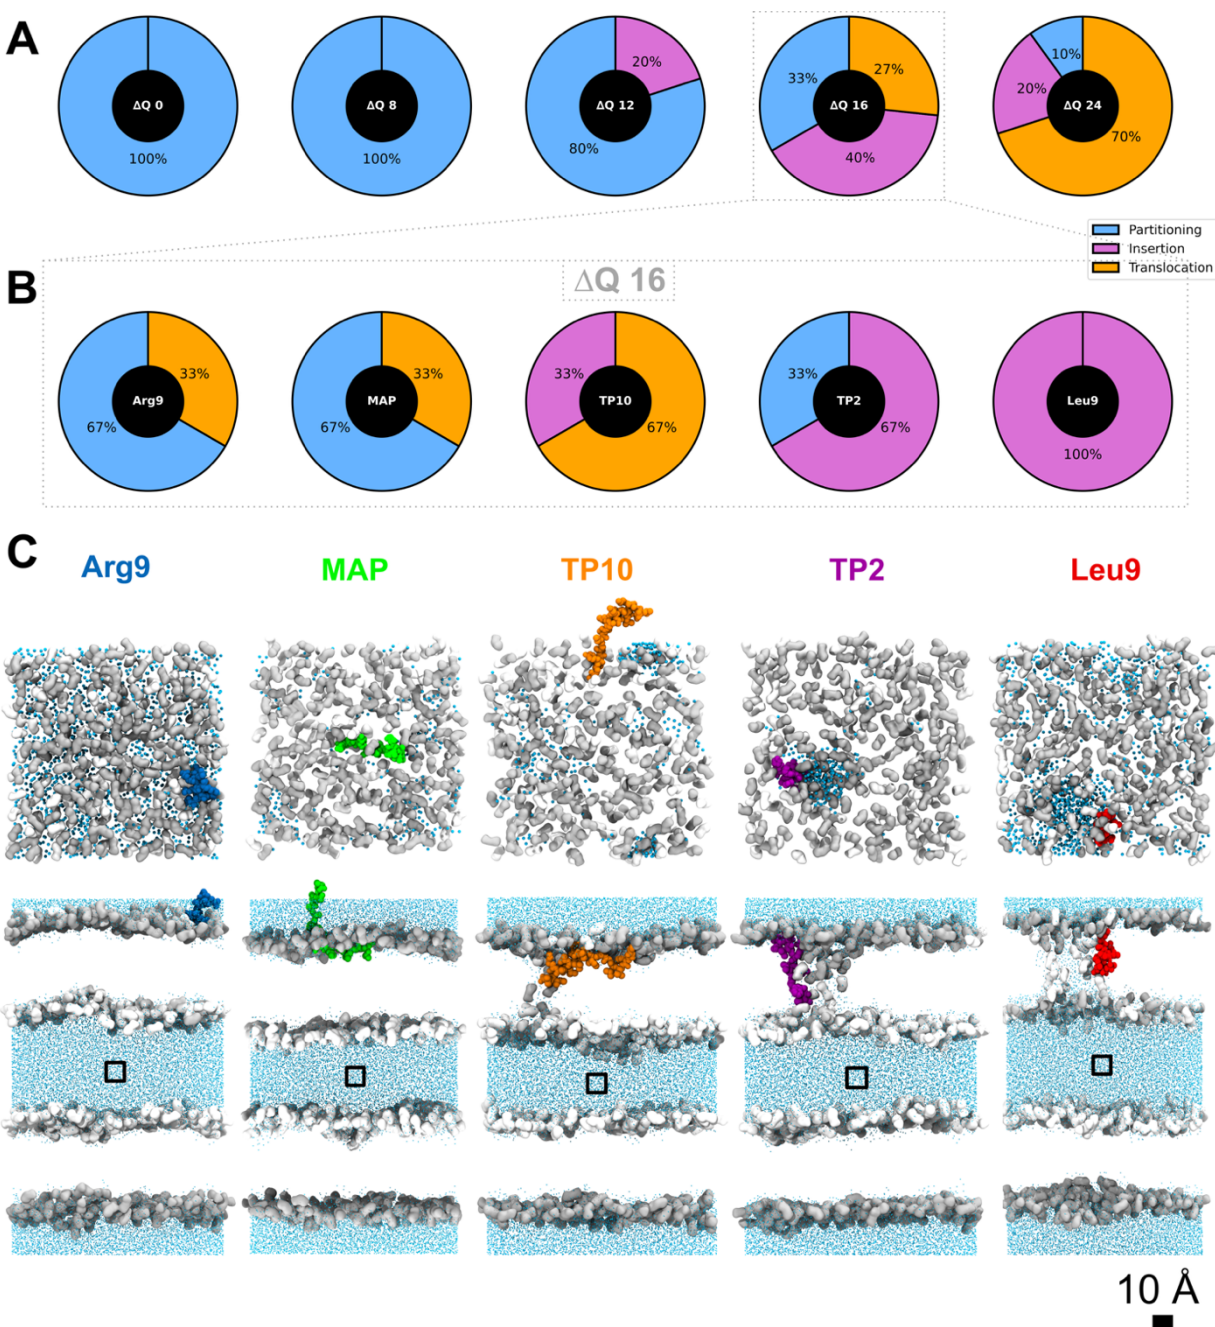 A
ΔQ 0
100%
ΔQ 8
100%
20%
ΔQ 12
80%
33%
27%
ΔQ 16
40%
10%
20%
ΔQ 24
70%
Partitioning
Insertion
Translocation
B
ΔQ 16
33%
Arg9
67%
33%
MAP
67%
33%
TP10
67%
33%
TP2
67%
Leu9
100%
C
Arg9
MAP
TP10
TP2
Leu9
10 Å